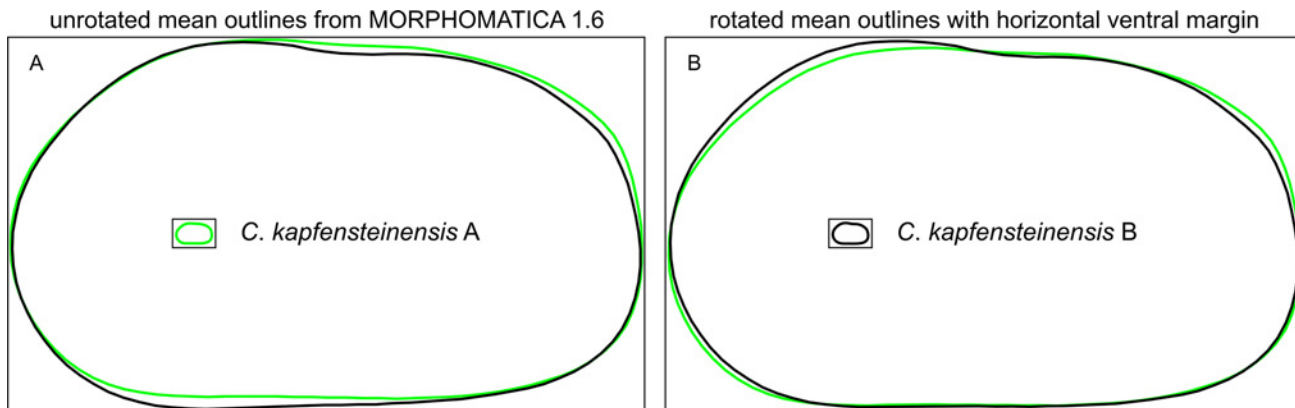 unrotated mean outlines from MORPHOMATICA 1.6
rotated mean outlines with horizontal ventral margin
A
B
C. kapfensteinensis A
C. kapfensteinensis B